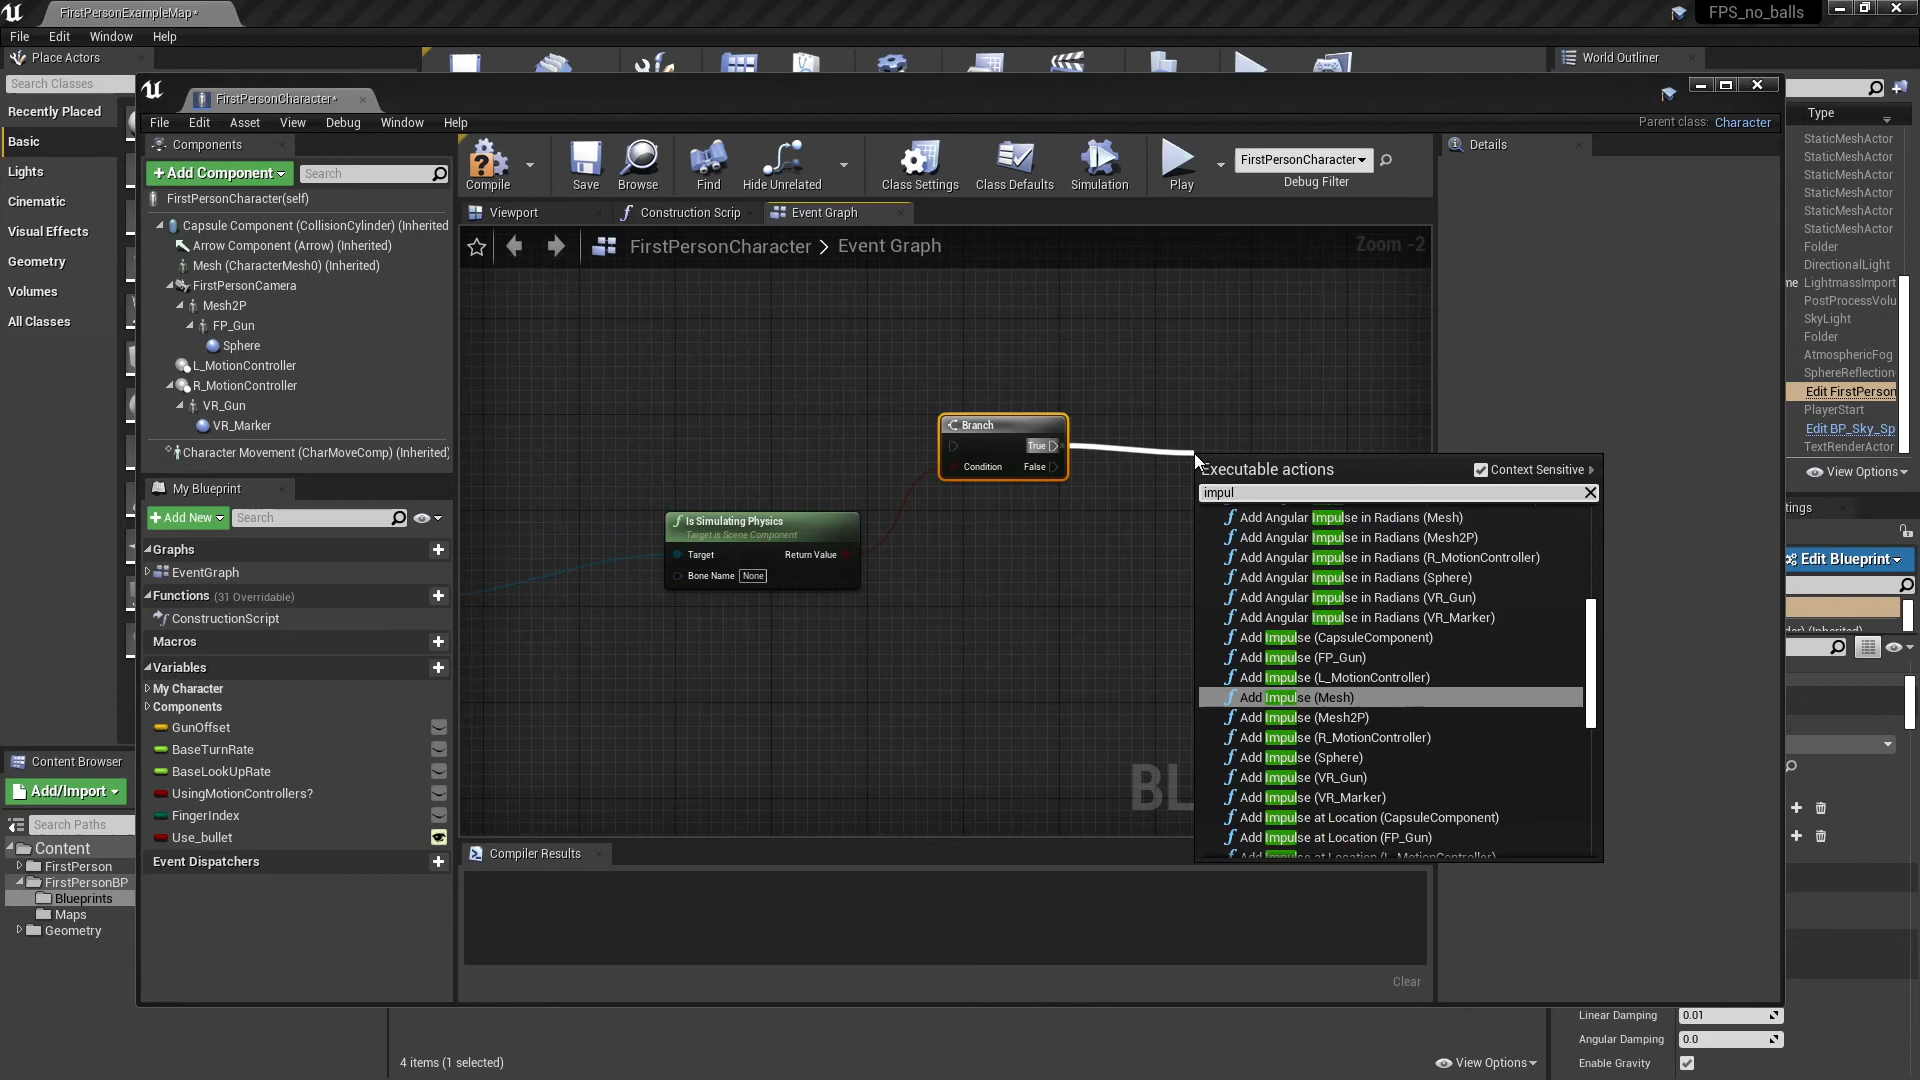 FirstPersonExampleMap*
FPS_no_balls
File Edit Window Help
Place Actors
World Outliner
Search Classes
FirstPersonCharacter*
Recently Placed
Basic
Lights
Cinematic
Visual Effects
Geometry
Volumes
All Classes
File Edit Asset View Debug Window Help
Parent class: Character
Components
+Add Component
Search
FirstPersonCharacter(self)
Capsule Component (CollisionCylinder) (Inherited
Arrow Component (Arrow) (Inherited)
Mesh (CharacterMesh0) (Inherited)
FirstPersonCamera
Mesh2P
FP_Gun
Sphere
L_MotionController
R_MotionController
VR_Gun
VR_Marker
Character Movement (CharMoveComp) (Inherited)
My Blueprint
+Add New
Search
Graphs
EventGraph
Functions (31 Overridable)
ConstructionScript
Macros
Variables
My Character
Components
GunOffset
BaseTurnRate
BaseLookUpRate
UsingMotionControllers?
FingerIndex
Use_bullet
Event Dispatchers
Compile
Save
Browse
Find
Hide Unrelated
Class Settings
Class Defaults
Simulation
Play
FirstPersonCharacter
Debug Filter
Viewport
Construction Scrip
Event Graph
FirstPersonCharacter > Event Graph
Zoom -2
Branch
True
Condition
False
Is Simulating Physics
Target is Scene Component
Target
Return Value
Bone Name None
BL
Executable actions
Context Sensitive
impul
Add Angular Impulse in Radians (Mesh)
Add Angular Impulse in Radians (Mesh2P)
Add Angular Impulse in Radians (R_MotionController)
Add Angular Impulse in Radians (Sphere)
Add Angular Impulse in Radians (VR_Gun)
Add Angular Impulse in Radians (VR_Marker)
Add Impulse (CapsuleComponent)
Add Impulse (FP_Gun)
Add Impulse (L_MotionController)
Add Impulse (Mesh)
Add Impulse (Mesh2P)
Add Impulse (R_MotionController)
Add Impulse (Sphere)
Add Impulse (VR_Gun)
Add Impulse (VR_Marker)
Add Impulse at Location (CapsuleComponent)
Add Impulse at Location (FP_Gun)
Add Impulse at Location (L_MotionController)
Compiler Results
Clear
Details
Type
StaticMeshActor
StaticMeshActor
StaticMeshActor
StaticMeshActor
StaticMeshActor
StaticMeshActor
Folder
DirectionalLight
me LightmassImport
PostProcessVolu
SkyLight
Folder
AtmosphericFog
SphereReflection
Edit FirstPerson
PlayerStart
Edit BP_Sky_Sp
TextRenderActor
View Options
tings
Edit Blueprint
Content Browser
Add/Import
Search Paths
Content
FirstPerson
FirstPersonBP
Blueprints
Maps
Geometry
4 items (1 selected)
View Options
Linear Damping 0.01
Angular Damping 0.0
Enable Gravity